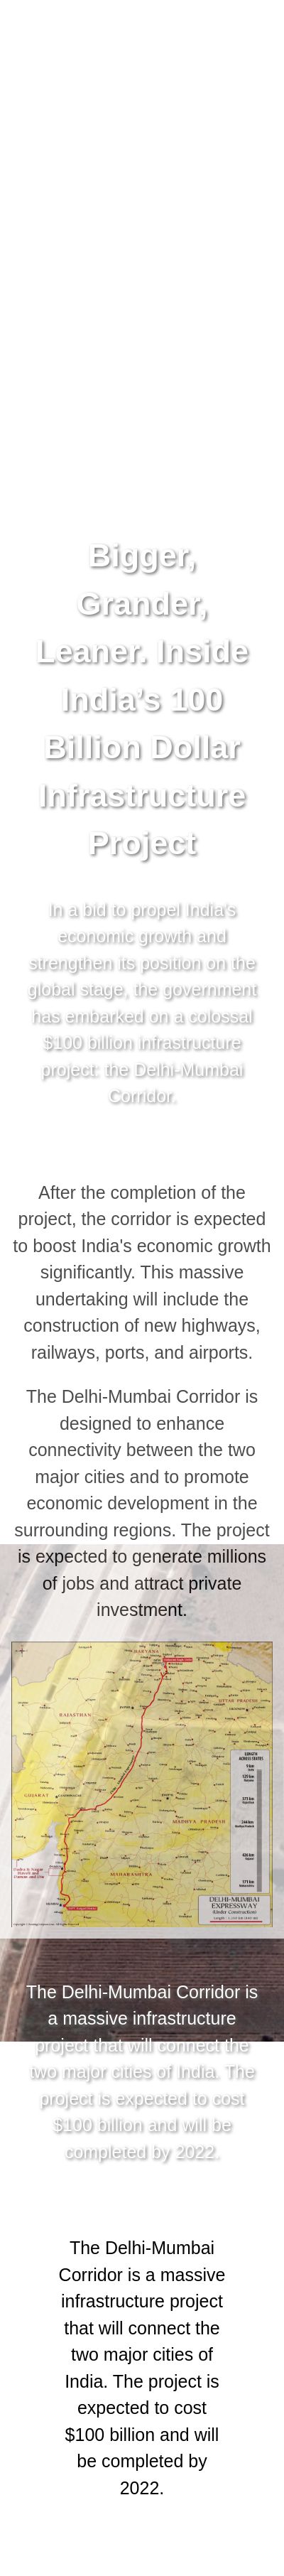 Bigger,
Grander,
Leaner. Inside
India's 100
Billion Dollar
Infrastructure
Project
In a bid to propel India's
economic growth and
strengthen its position on the
global stage, the government
has embarked on a colossal
$100 billion infrastructure
project: the Delhi-Mumbai
Corridor.
After the completion of the
project, the corridor is expected
to boost India's economic growth
significantly. This massive
undertaking will include the
construction of new highways,
railways, ports, and airports.
The Delhi-Mumbai Corridor is
designed to enhance
connectivity between the two
major cities and to promote
economic development in the
surrounding regions. The project
is expected to generate millions
of jobs and attract private
investment.
HARYANA
UTTAR PRADESH
RAJASTHAN
LENGTH
ACROSS STATES
GUJARAT
MADHYA PRADESH
MAHARASHTRA
DELHI-MUMBAI
EXPRESSWAY
(Under Construction)
The Delhi-Mumbai Corridor is
a massive infrastructure
project that will connect the
two major cities of India. The
project is expected to cost
$100 billion and will be
completed by 2022.
The Delhi-Mumbai
Corridor is a massive
infrastructure project
that will connect the
two major cities of
India. The project is
expected to cost
$100 billion and will
be completed by
2022.